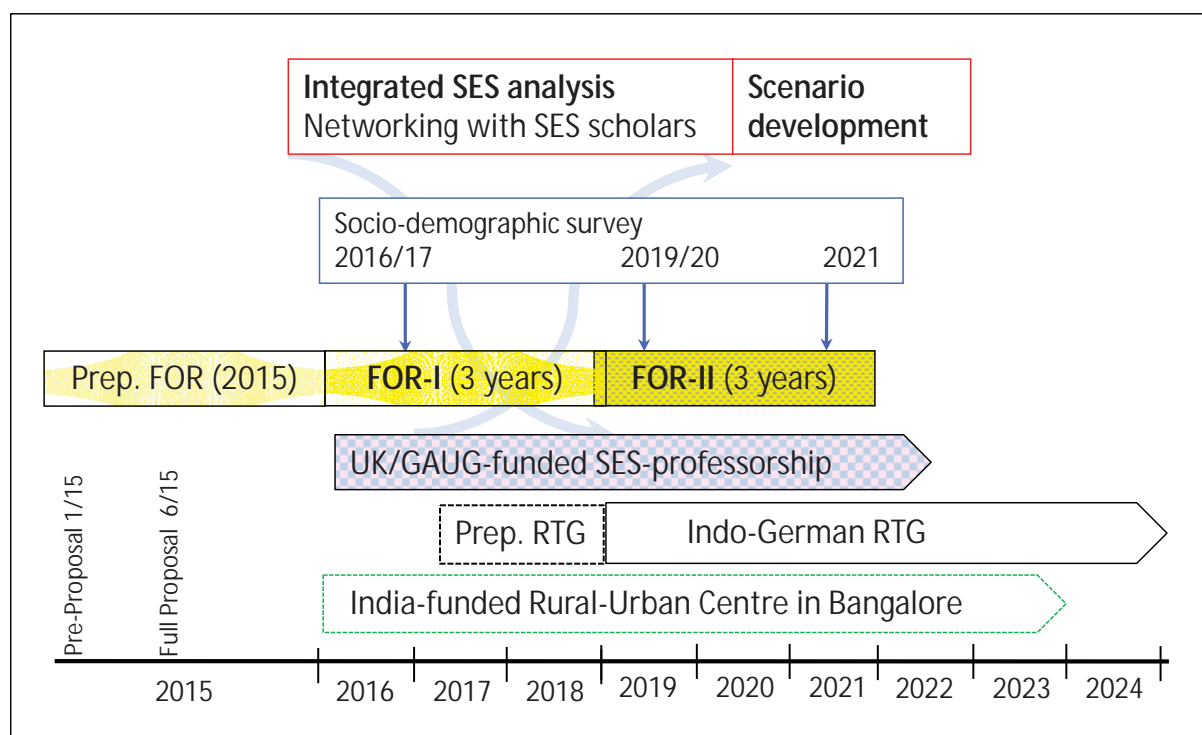 Integrated SES analysis
Networking with SES scholars
Scenario
development
Socio-demographic survey
2016/17 2019/20 2021
Prep. FOR (2015) FOR-I (3 years) FOR-II (3 years)
UK/GAUG-funded SES-professorship
Prep. RTG Indo-German RTG
India-funded Rural-Urban Centre in Bangalore
Pre-Proposal 1/15
Full Proposal 6/15
2015 2016 2017 2018 2019 2020 2021 2022 2023 2024